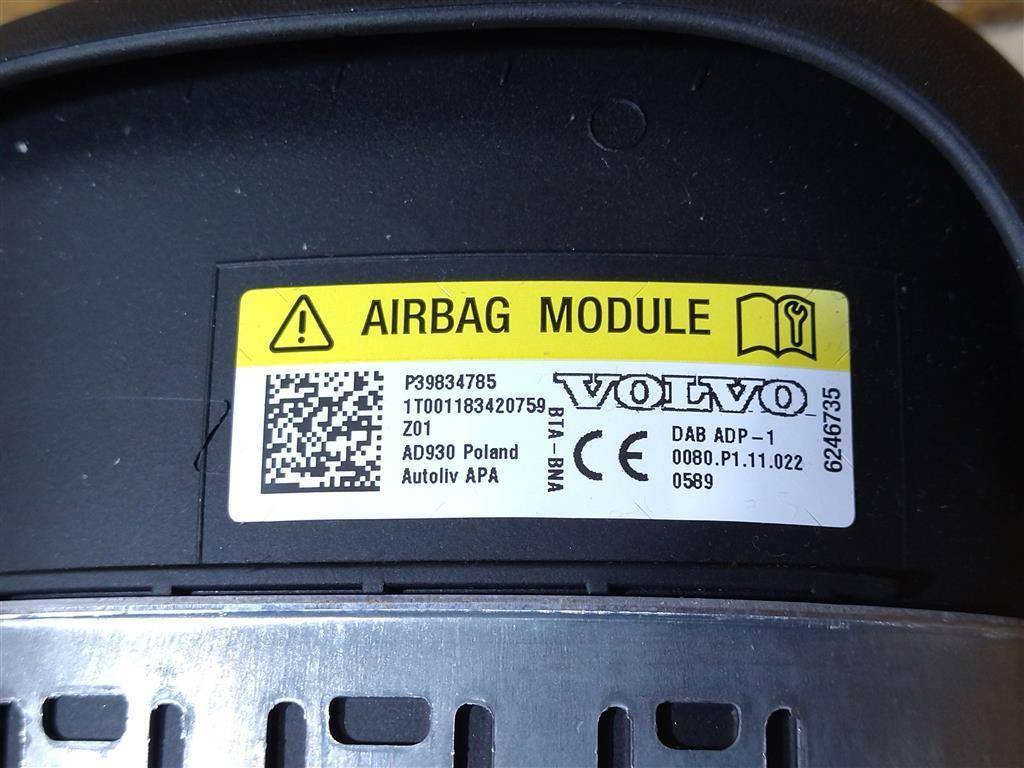 AIRBAG MODULE
P39834785
1T001183420759
Z01
AD930 Poland
Autoliv APA
BTA-BNA
VOLVO
CE
DAB ADP-1
0080.P1.11.022
0589
6246735